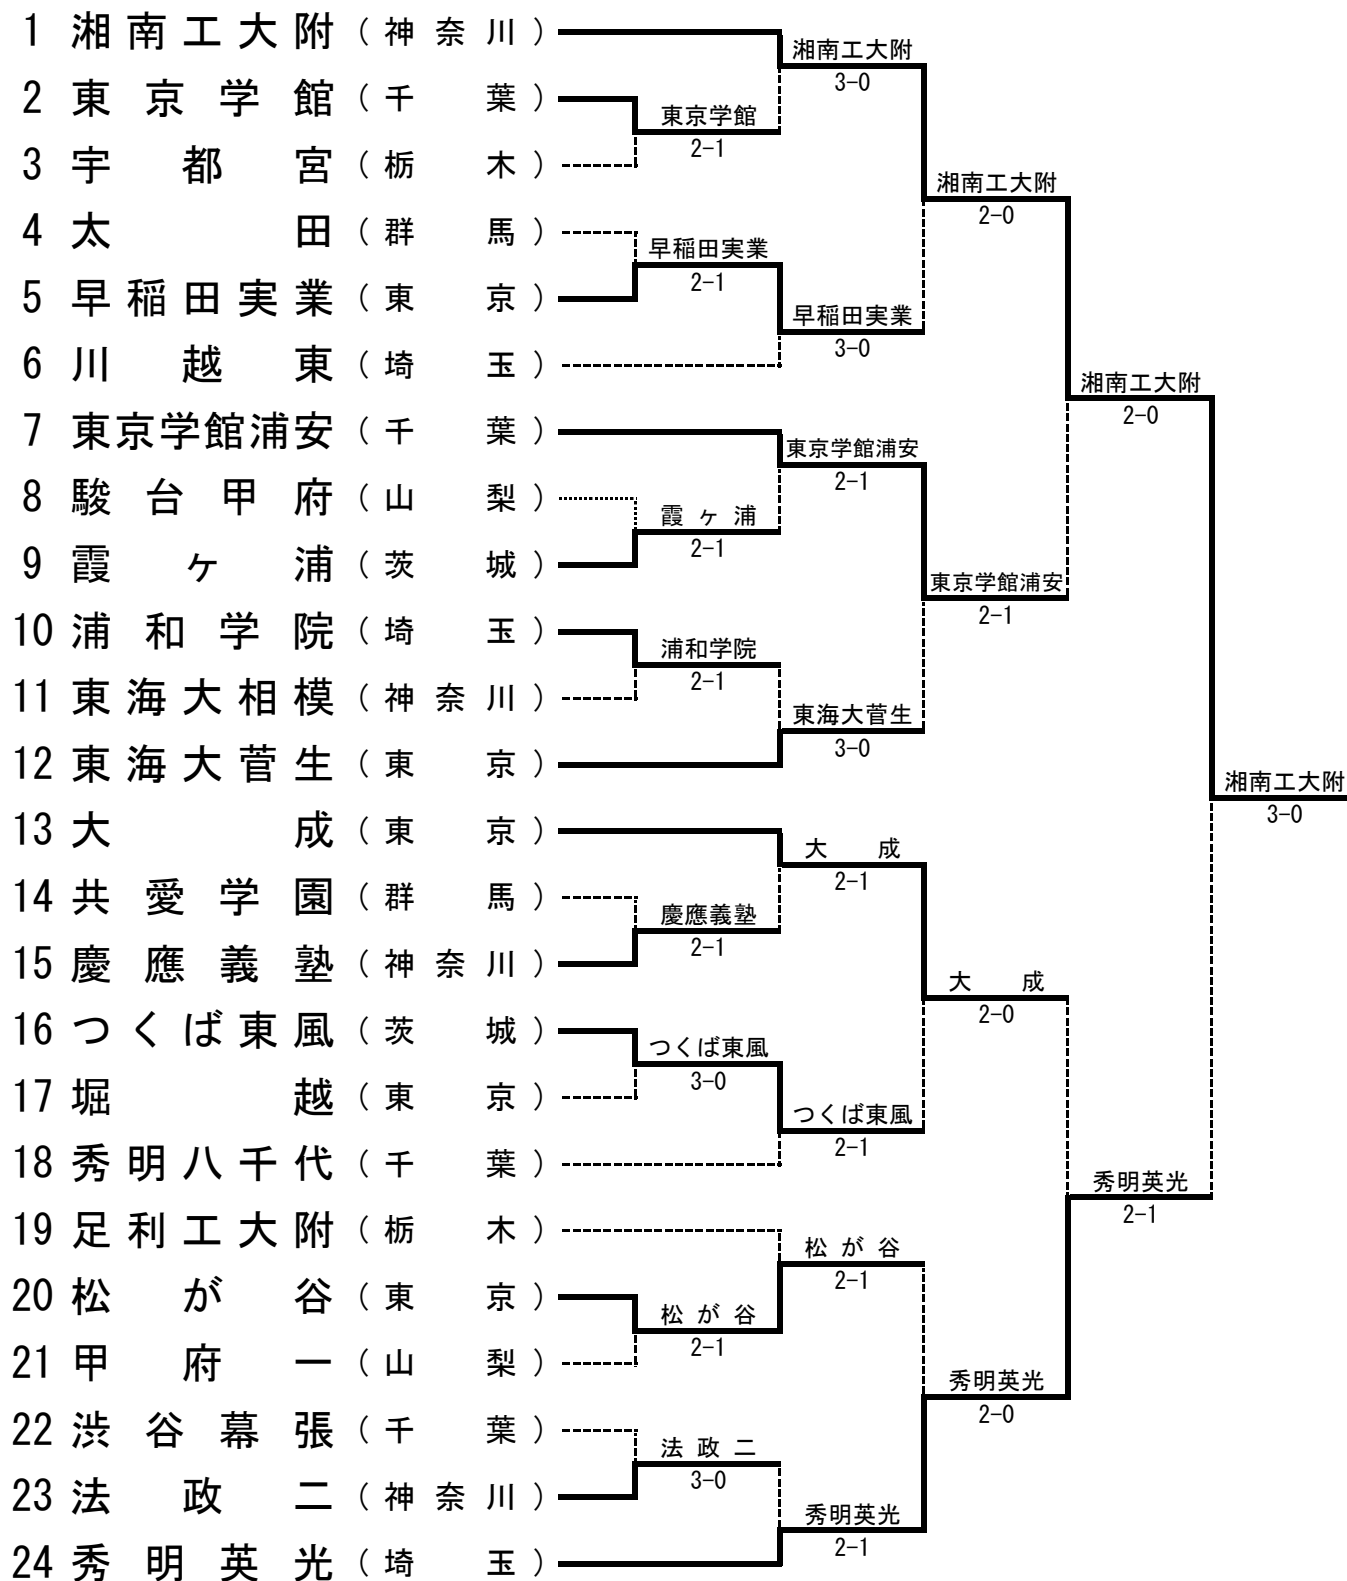 1 湘南工大附 (神奈川)
湘南工大附
3-0
2 東京学館 (千葉)
東京学館
2-1
3 宇都宮 (栃木)
湘南工大附
2-0
4 太田 (群馬)
早稲田実業
2-1
5 早稲田実業 (東京)
早稲田実業
3-0
6 川越東 (埼玉)
湘南工大附
2-0
7 東京学館浦安 (千葉)
東京学館浦安
2-1
8 駿台甲府 (山梨)
霞ヶ浦
2-1
9 霞ヶ浦 (茨城)
東京学館浦安
2-1
10 浦和学院 (埼玉)
浦和学院
2-1
11 東海大相模 (神奈川)
東海大菅生
3-0
12 東海大菅生 (東京)
湘南工大附
3-0
13 大成 (東京)
大成
2-1
14 共愛学園 (群馬)
慶應義塾
2-1
15 慶應義塾 (神奈川)
大成
2-0
16 つくば東風 (茨城)
つくば東風
3-0
17 堀越 (東京)
つくば東風
2-1
18 秀明八千代 (千葉)
秀明英光
2-1
19 足利工大附 (栃木)
松が谷
2-1
20 松が谷 (東京)
松が谷
2-1
21 甲府一 (山梨)
秀明英光
2-0
22 渋谷幕張 (千葉)
法政二
3-0
23 法政二 (神奈川)
秀明英光
2-1
24 秀明英光 (埼玉)